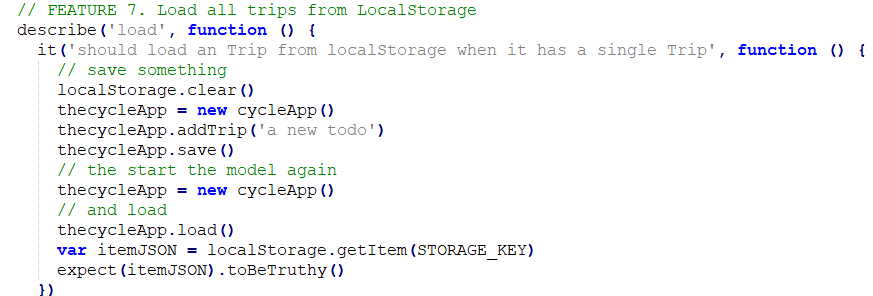 // FEATURE 7. Load all trips from LocalStorage
describe('load', function () {
it('should load an Trip from localStorage when it has a single Trip', function () {
// save something
localStorage.clear()
thecycleApp = new cycleApp()
thecycleApp.addTrip('a new todo')
thecycleApp.save()
// the start the model again
thecycleApp = new cycleApp()
// and load
thecycleApp.load()
var itemJSON = localStorage.getItem(STORAGE_KEY)
expect(itemJSON).toBeTruthy()
})